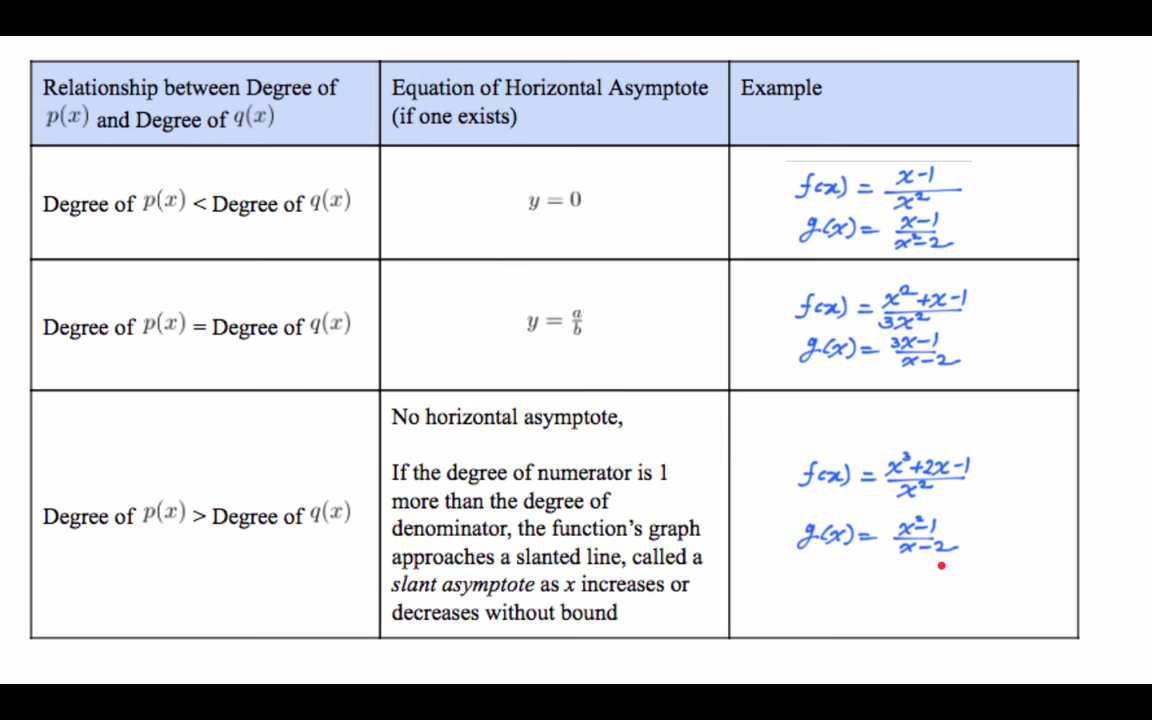 Relationship between Degree of
p(x) and Degree of q(x)
Equation of Horizontal Asymptote
(if one exists)
Example
Degree of p(x) < Degree of q(x)
y = 0
f(x) = x-1 / x²
g(x) = x-1 / x²-2
Degree of p(x) = Degree of q(x)
y = a/b
f(x) = x²+x-1 / 3x²
g(x) = 3x-1 / x-2
Degree of p(x) > Degree of q(x)
No horizontal asymptote,
If the degree of numerator is 1
more than the degree of
denominator, the function's graph
approaches a slanted line, called a
slant asymptote as x increases or
decreases without bound
f(x) = x³+2x-1 / x²
g(x) = x²-1 / x-2